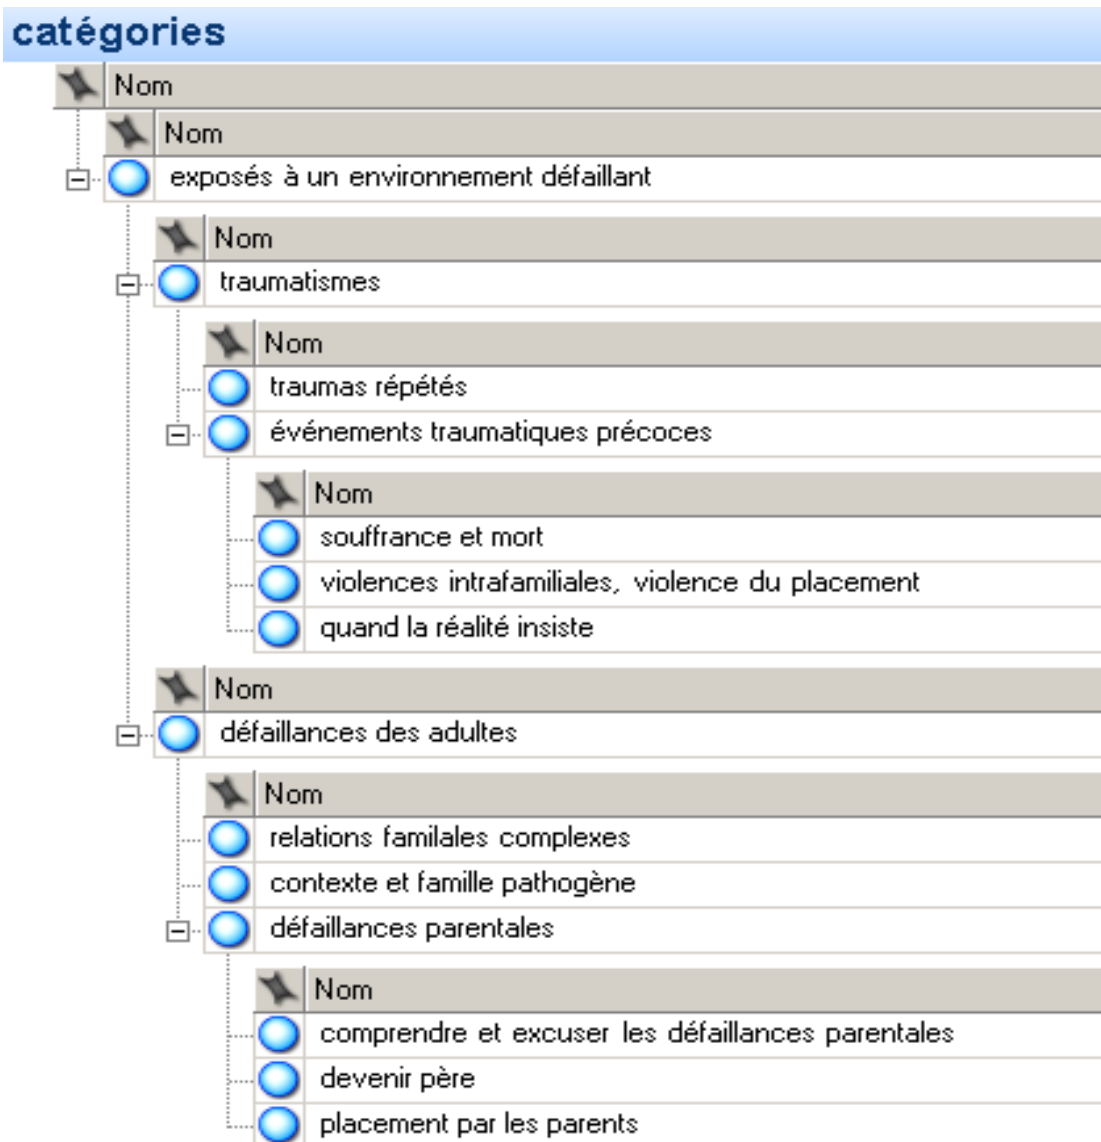 catégories
Nom
Nom
exposés à un environnement défaillant
Nom
traumatismes
Nom
traumas répétés
événements traumatiques précoces
Nom
souffrance et mort
violences intrafamiliales, violence du placement
quand la réalité insiste
Nom
défaillances des adultes
Nom
relations familales complexes
contexte et famille pathogène
défaillances parentales
Nom
comprendre et excuser les défaillances parentales
devenir père
placement par les parents